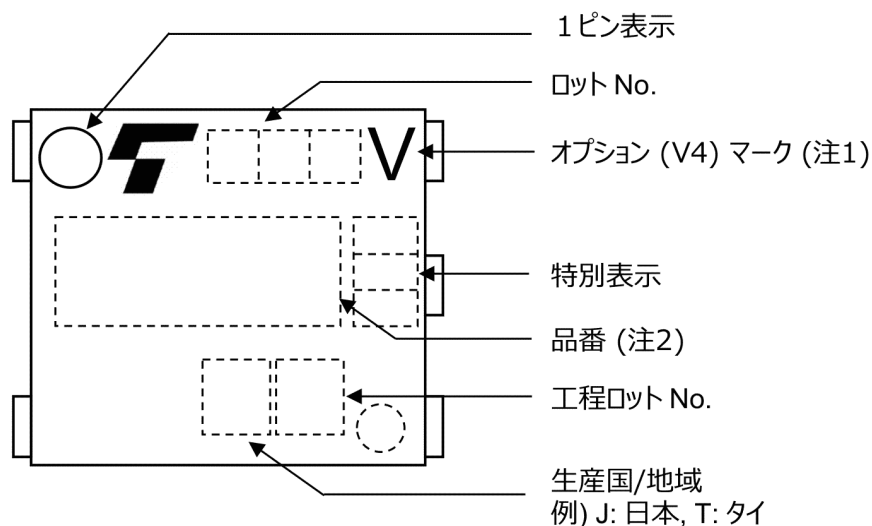 1ピン表示
ロット No.
V
オプション (V4) マーク (注1)
特別表示
品番 (注2)
工程ロット No.
生産国/地域
例) J: 日本, T: タイ